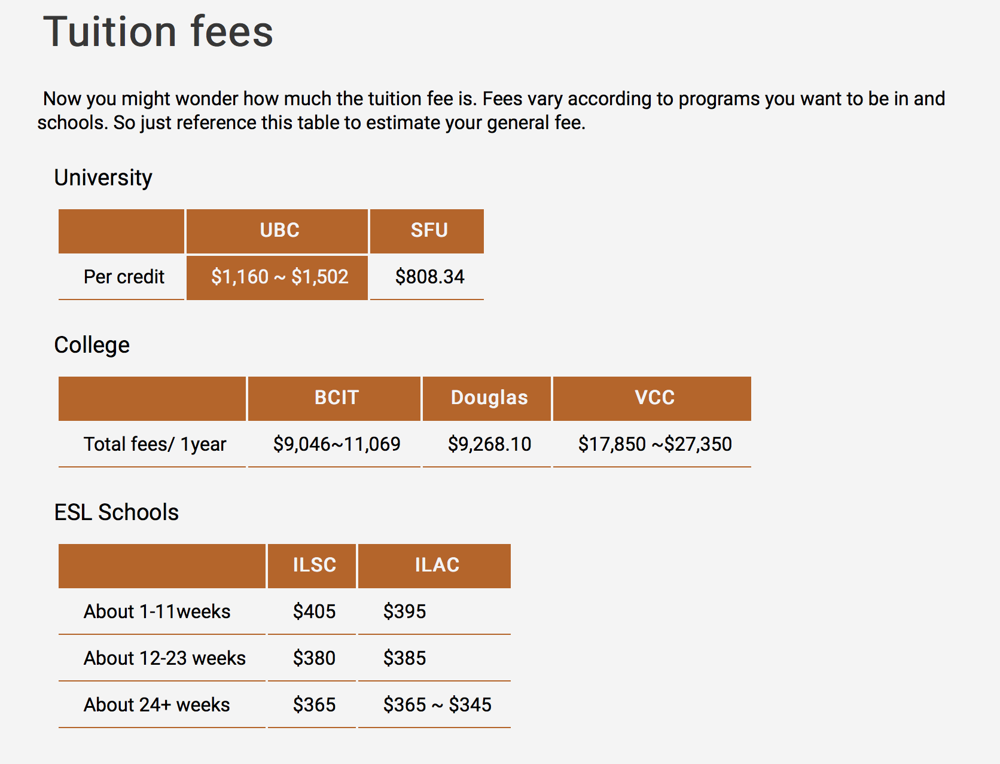 Tuition fees
Now you might wonder how much the tuition fee is. Fees vary according to programs you want to be in and
schools. So just reference this table to estimate your general fee.
University
UBC SFU
Per credit $1,160 ~ $1,502 $808.34
College
BCIT Douglas VCC
Total fees/ 1year $9,046~11,069 $9,268.10 $17,850 ~$27,350
ESL Schools
ILSC ILAC
About 1-11weeks $405 $395
About 12-23 weeks $380 $385
About 24+ weeks $365 $365 ~ $345